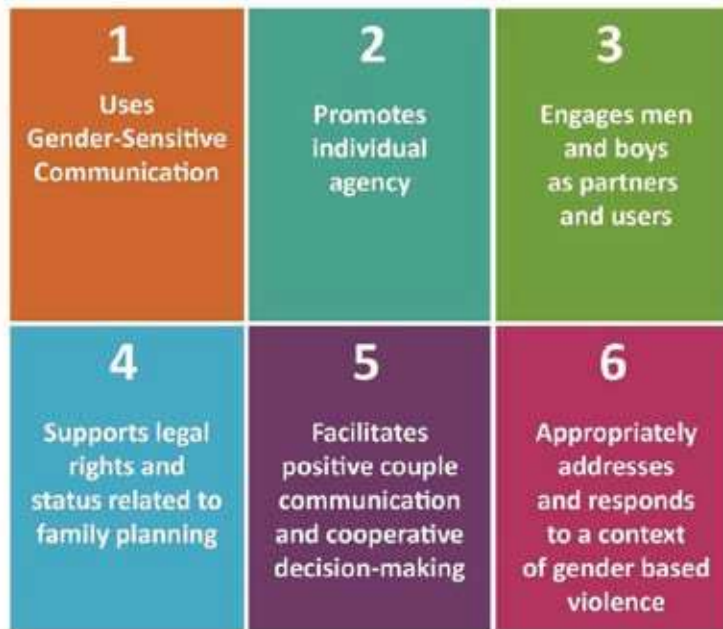 1
Uses
Gender-Sensitive
Communication
2
Promotes
individual
agency
3
Engages men
and boys
as partners
and users
4
Supports legal
rights and
status related to
family planning
5
Facilitates
positive couple
communication
and cooperative
decision-making
6
Appropriately
addresses
and responds
to a context
of gender based
violence